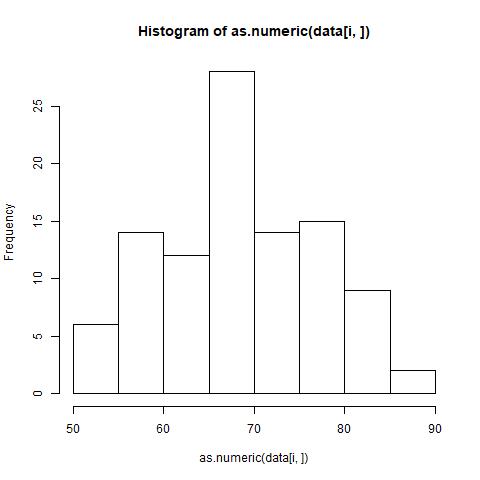 Histogram of as.numeric(data[i, ])
Frequency
25
20
15
10
5
0
50 60 70 80 90
as.numeric(data[i, ])